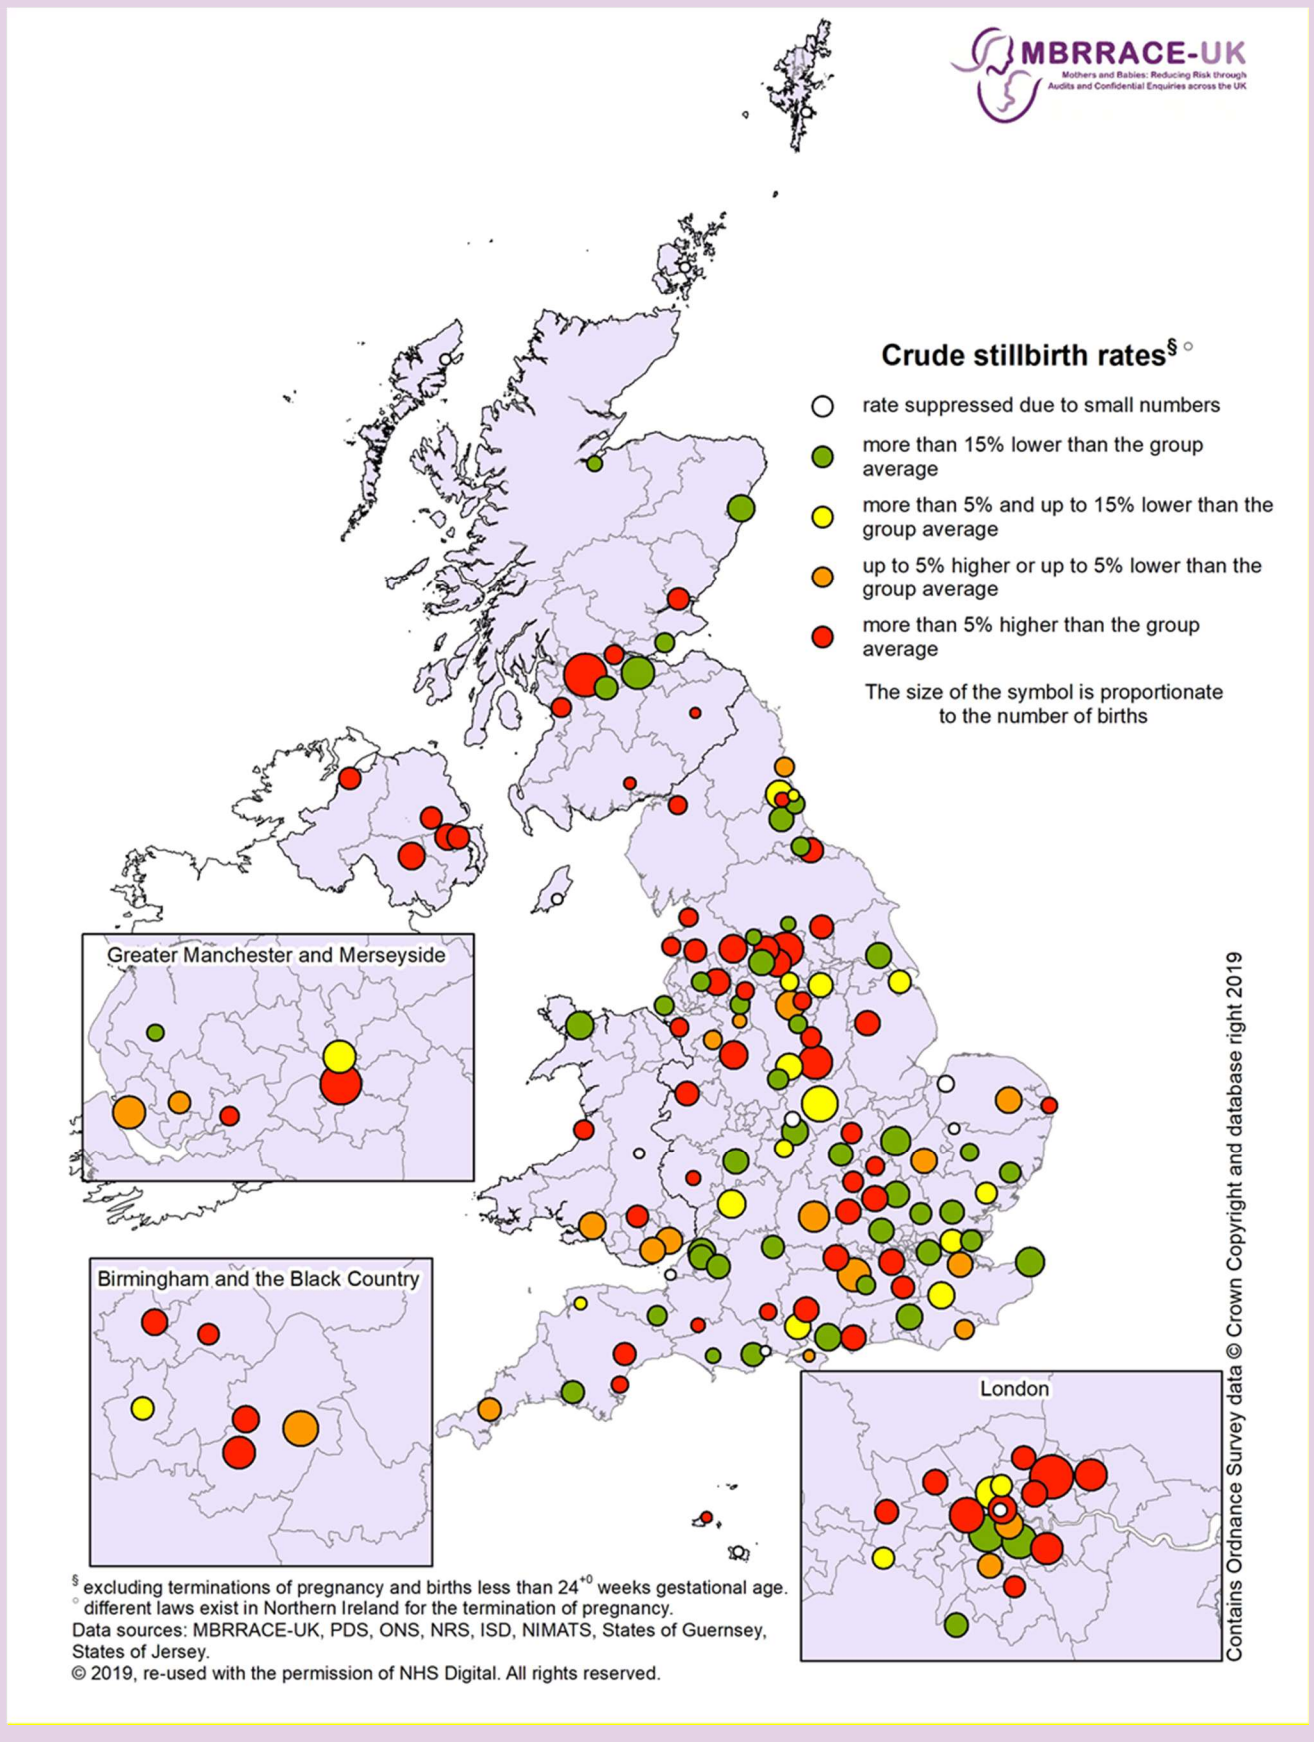 MBRRACE-UK
Mothers and Babies: Reducing Risk through
Audits and Confidential Enquiries across the UK
Crude stillbirth rates§ °
rate suppressed due to small numbers
more than 15% lower than the group
average
more than 5% and up to 15% lower than the
group average
up to 5% higher or up to 5% lower than the
group average
more than 5% higher than the group
average
The size of the symbol is proportionate
to the number of births
Greater Manchester and Merseyside
Birmingham and the Black Country
London
Contains Ordnance Survey data © Crown Copyright and database right 2019
§ excluding terminations of pregnancy and births less than 24+0 weeks gestational age.
° different laws exist in Northern Ireland for the termination of pregnancy.
Data sources: MBRRACE-UK, PDS, ONS, NRS, ISD, NIMATS, States of Guernsey,
States of Jersey.
© 2019, re-used with the permission of NHS Digital. All rights reserved.